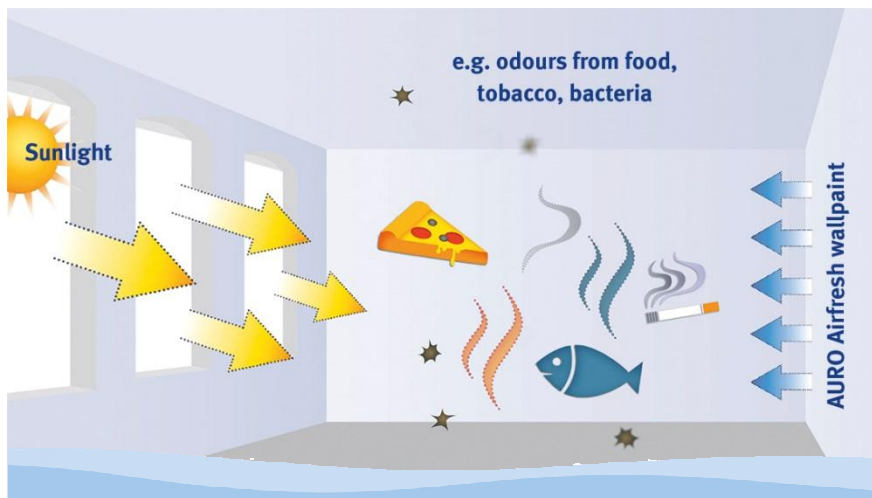 e.g. odours from food,
tobacco, bacteria
Sunlight
AURO Airfresh wallpaint